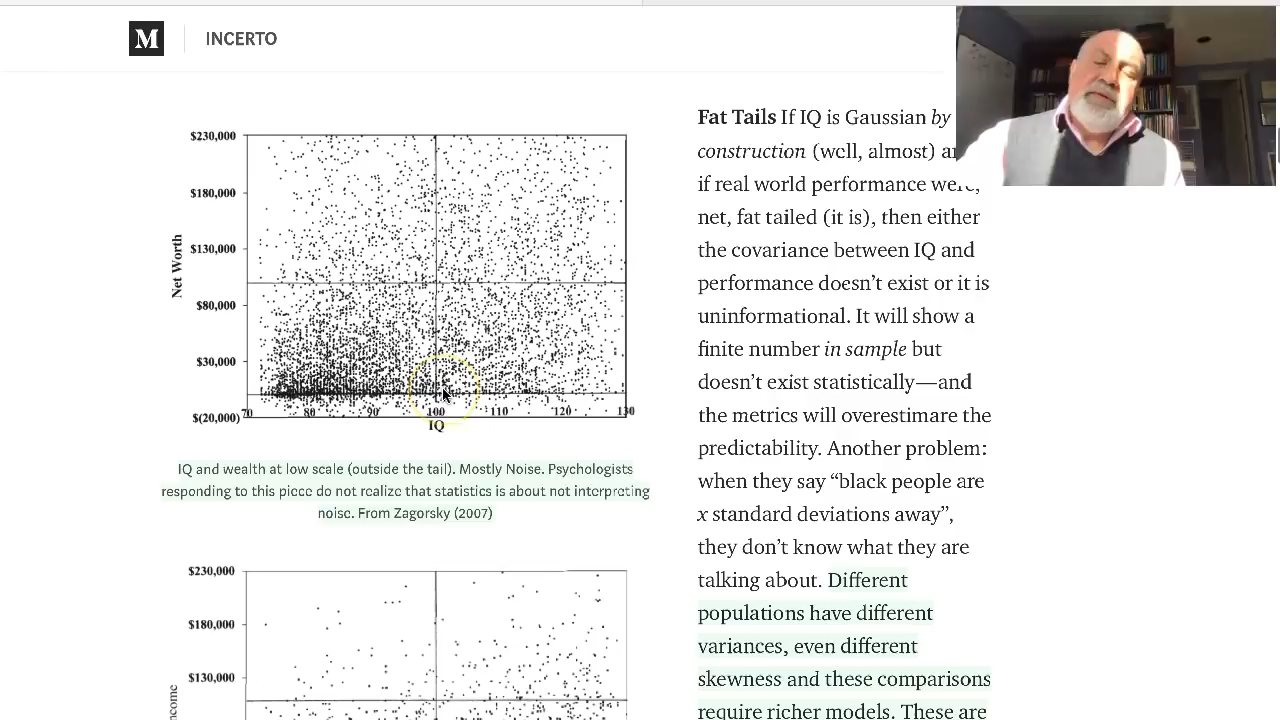 M
INCERTO
$230,000
$180,000
$130,000
$80,000
$30,000
$(20,000)
Net Worth
70 80 90 100 110 120 130
IQ
IQ and wealth at low scale (outside the tail). Mostly Noise. Psychologists
responding to this piece do not realize that statistics is about not interpreting
noise. From Zagorsky (2007)
$230,000
$180,000
$130,000
Fat Tails If IQ is Gaussian by
construction (well, almost)
if real world performance were,
net, fat tailed (it is), then either
the covariance between IQ and
performance doesn’t exist or it is
uninformational. It will show a
finite number in sample but
doesn’t exist statistically—and
the metrics will overestimare the
predictability. Another problem:
when they say “black people are
x standard deviations away”,
they don’t know what they are
talking about. Different
populations have different
variances, even different
skewness and these comparisons
require richer models. These are